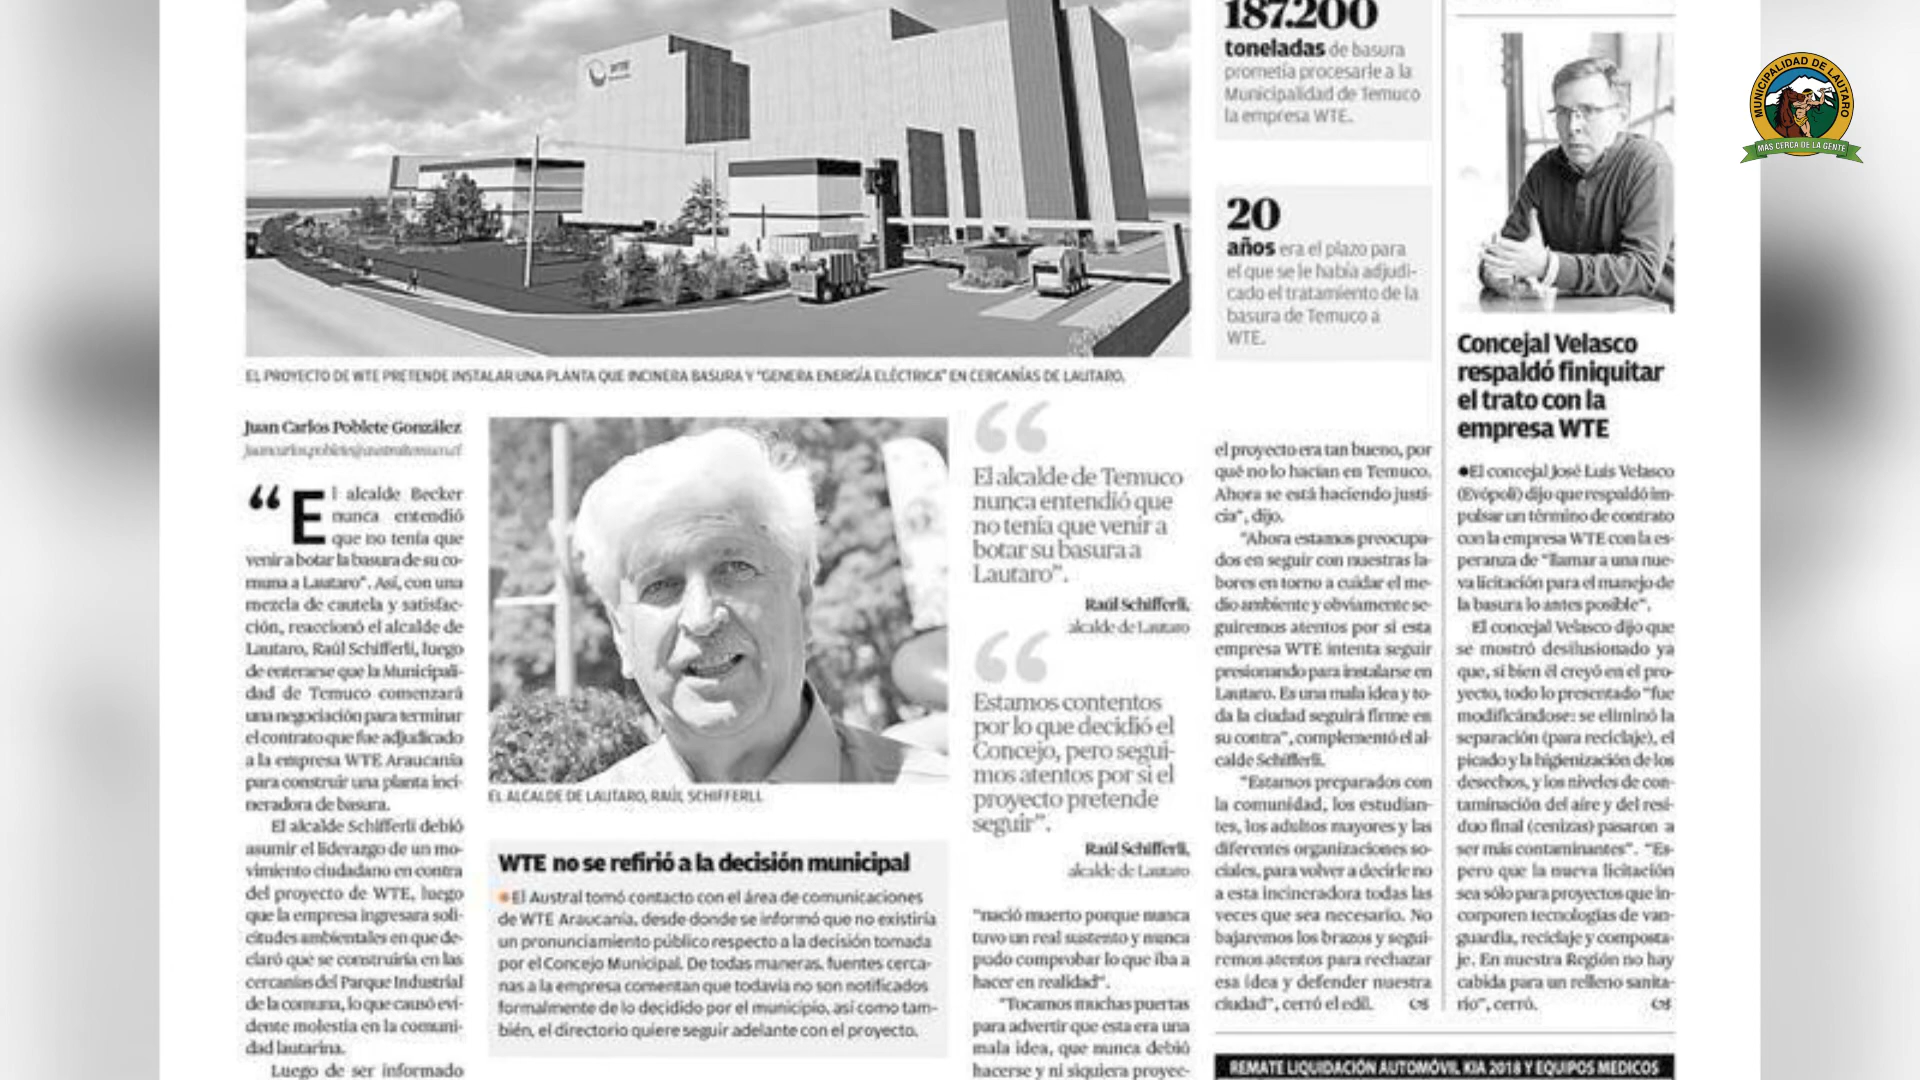 WTE
EL PROYECTO DE WTE PRETENDE INSTALAR UNA PLANTA QUE INCINERA BASURA Y "GENERA ENERGÍA ELÉCTRICA" EN CERCANÍAS DE LAUTARO.
Juan Carlos Poblete González
juancarlos.poblete@australtemuco.cl
"El alcalde Becker
nunca entendió
que no tenía que
venir a botar la basura de su co-
muna a Lautaro". Así, con una
mezcla de cautela y satisfac-
ción, reaccionó el alcalde de
Lautaro, Raúl Schifferli, luego
de enterarse que la Municipali-
dad de Temuco comenzará
una negociación para terminar
el contrato que fue adjudicado
a la empresa WTE Araucanía
para construir una planta inci-
neradora de basura.
El alcalde Schifferli debió
asumir el liderazgo de un mo-
vimiento ciudadano en contra
del proyecto de WTE, luego
que la empresa ingresara soli-
citudes ambientales en que de-
claró que se construiría en las
cercanías del Parque Industrial
de la comuna, lo que causó evi-
dente molestia en la comuni-
dad lautarina.
Luego de ser informado
EL ALCALDE DE LAUTARO, RAÚL SCHIFFERLI.
WTE no se refirió a la decisión municipal
●El Austral tomó contacto con el área de comunicaciones
de WTE Araucanía, desde donde se informó que no existiría
un pronunciamiento público respecto a la decisión tomada
por el Concejo Municipal. De todas maneras, fuentes cerca-
nas a la empresa comentan que todavía no son notificados
formalmente de lo decidido por el municipio, así como tam-
bién, el directorio quiere seguir adelante con el proyecto.
“
El alcalde de Temuco
nunca entendió que
no tenía que venir a
botar su basura a
Lautaro".
Raúl Schifferli,
alcalde de Lautaro
“
Estamos contentos
por lo que decidió el
Concejo, pero segui-
mos atentos por si el
proyecto pretende
seguir".
Raúl Schifferli,
alcalde de Lautaro
"nació muerto porque nunca
tuvo un real sustento y nunca
pudo comprobar lo que iba a
hacer en realidad".
"Tocamos muchas puertas
para advertir que esta era una
mala idea, que nunca debió
hacerse y ni siquiera proyec-
187.200
toneladas de basura
prometía procesarle a la
Municipalidad de Temuco
la empresa WTE.
20
años era el plazo para
el que se le había adjudi-
cado el tratamiento de la
basura de Temuco a
WTE.
el proyecto era tan bueno, por
qué no lo hacían en Temuco.
Ahora se está haciendo justi-
cia", dijo.
"Ahora estamos preocupa-
dos en seguir con nuestras la-
bores en torno a cuidar el me-
dio ambiente y obviamente se-
guiremos atentos por si esta
empresa WTE intenta seguir
presionando para instalarse en
Lautaro. Es una mala idea y to-
da la ciudad seguirá firme en
su contra", complementó el al-
calde Schifferli.
"Estamos preparados con
la comunidad, los estudian-
tes, los adultos mayores y las
diferentes organizaciones so-
ciales, para volver a decirle no
a esta incineradora todas las
veces que sea necesario. No
bajaremos los brazos y segui-
remos atentos para rechazar
esa idea y defender nuestra
ciudad", cerró el edil.
Concejal Velasco
respaldó finiquitar
el trato con la
empresa WTE
●El concejal José Luis Velasco
(Evópoli) dijo que respaldó im-
pulsar un término de contrato
con la empresa WTE con la es-
peranza de "llamar a una nue-
va licitación para el manejo de
la basura lo antes posible".
El concejal Velasco dijo que
se mostró desilusionado ya
que, si bien él creyó en el pro-
yecto, todo lo presentado "fue
modificándose: se eliminó la
separación (para reciclaje), el
picado y la higienización de los
desechos, y los niveles de con-
taminación del aire y del resi-
duo final (cenizas) pasaron a
ser más contaminantes". "Es-
pero que la nueva licitación
sea sólo para proyectos que in-
corporen tecnologías de van-
guardia, reciclaje y composta-
je. En nuestra Región no hay
cabida para un relleno sanita-
rio", cerró.
REMATE LIQUIDACIÓN AUTOMÓVIL KIA 2018 Y EQUIPOS MEDICOS
MUNICIPALIDAD DE LAUTARO
MAS CERCA DE LA GENTE